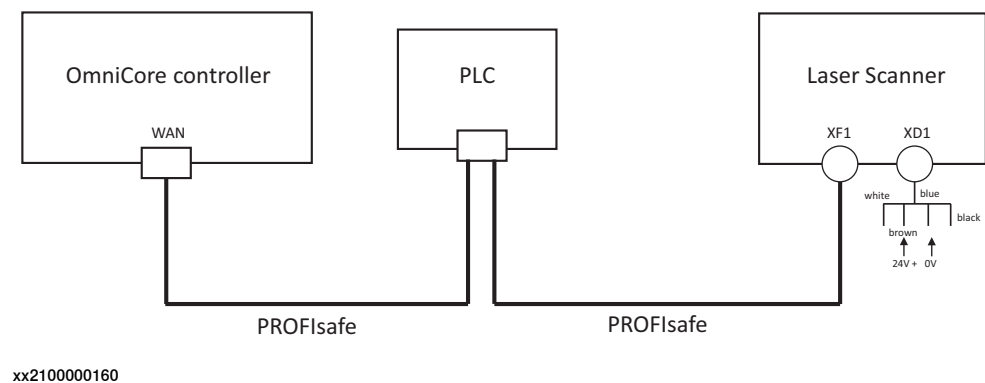 OmniCore controller
PLC
Laser Scanner
WAN
XF1
XD1
white
blue
black
brown
24V +
0V
PROFIsafe
PROFIsafe
xx2100000160